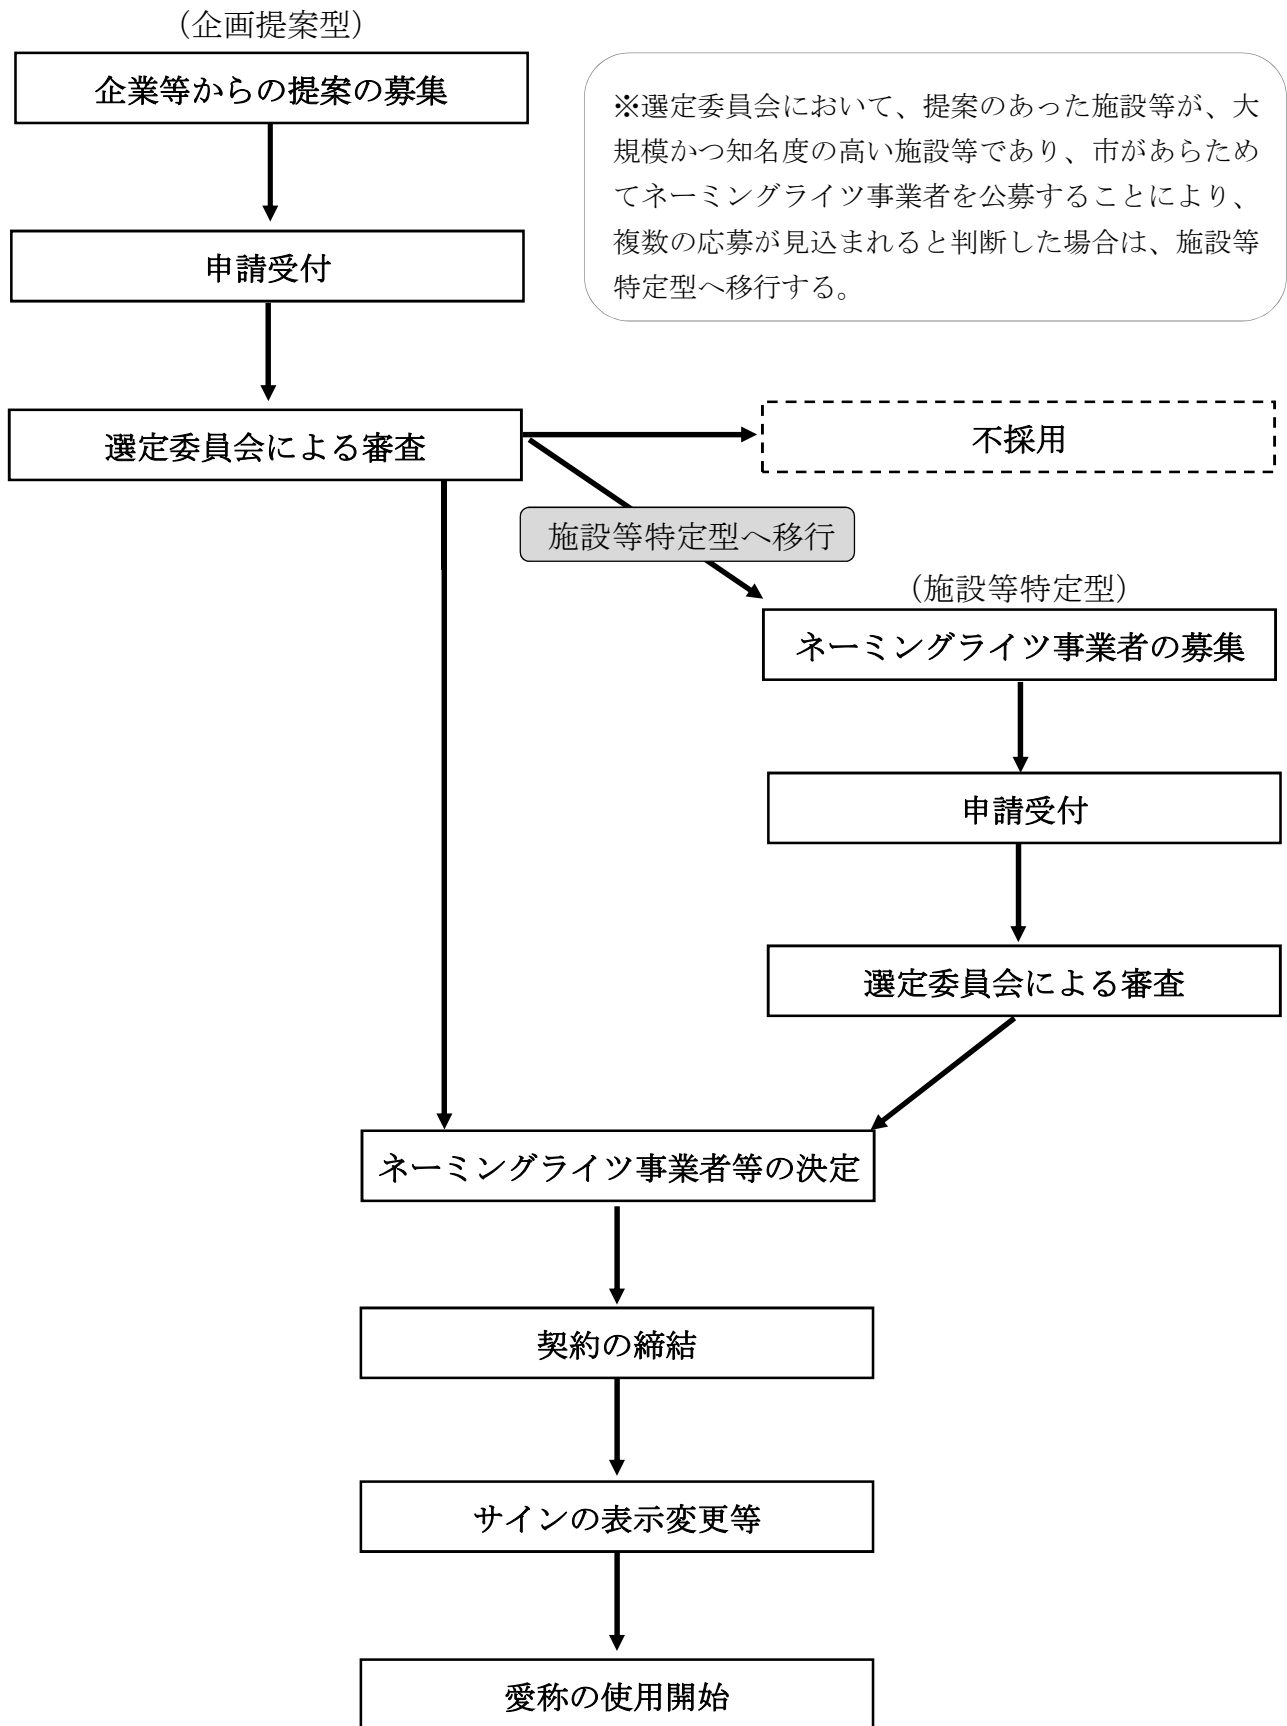 （企画提案型）
企業等からの提案の募集
※選定委員会において、提案のあった施設等が、大
規模かつ知名度の高い施設等であり、市があらため
てネーミングライツ事業者を公募することにより、
複数の応募が見込まれると判断した場合は、施設等
特定型へ移行する。
申請受付
選定委員会による審査
不採用
施設等特定型へ移行
（施設等特定型）
ネーミングライツ事業者の募集
申請受付
選定委員会による審査
ネーミングライツ事業者等の決定
契約の締結
サインの表示変更等
愛称の使用開始